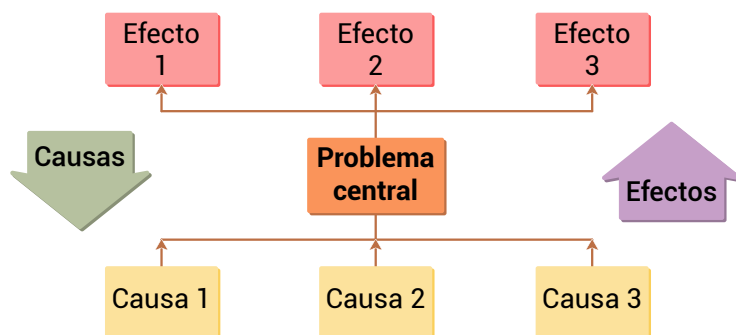 Efecto
1
Efecto
2
Efecto
3
Causas
Problema
central
Efectos
Causa 1
Causa 2
Causa 3